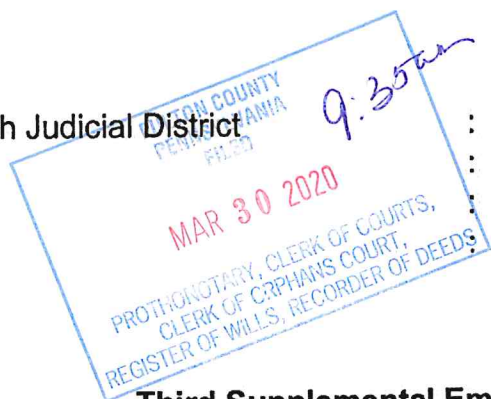 h Judicial District
COUNTY
PENNSYLVANIA
FILED
9:35am
MAR 30 2020
PROTHONOTARY, CLERK OF COURTS,
CLERK OF ORPHANS COURT,
REGISTER OF WILLS, RECORDER OF DEEDS
:
:
:
Third Supplemental Em